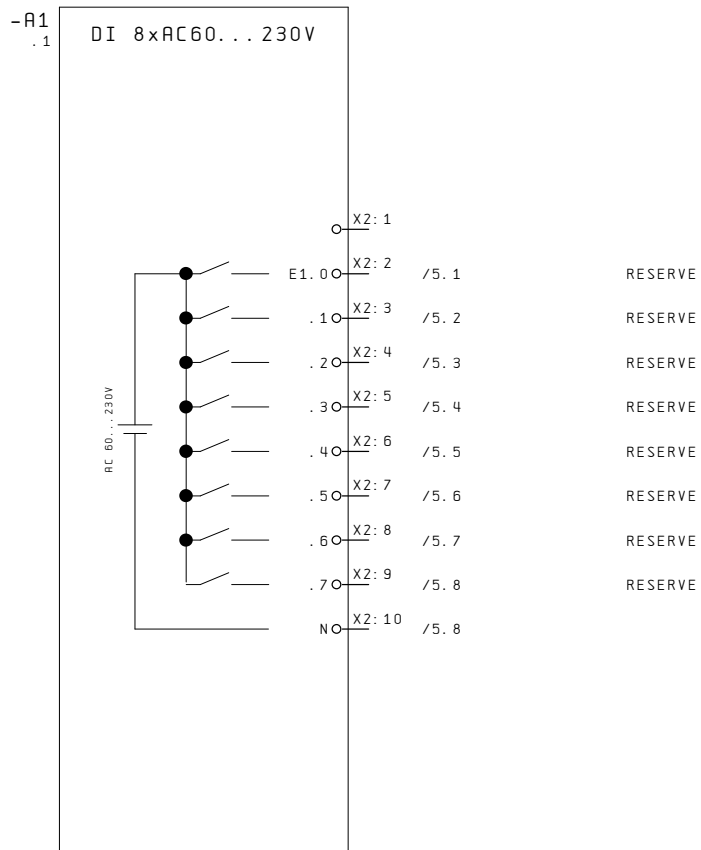 -A1
.1
DI 8xAC60...230V
X2:1
E1.0 X2:2 /5.1 RESERVE
.1 X2:3 /5.2 RESERVE
.2 X2:4 /5.3 RESERVE
.3 X2:5 /5.4 RESERVE
AC 60...230V
.4 X2:6 /5.5 RESERVE
.5 X2:7 /5.6 RESERVE
.6 X2:8 /5.7 RESERVE
.7 X2:9 /5.8 RESERVE
N X2:10 /5.8